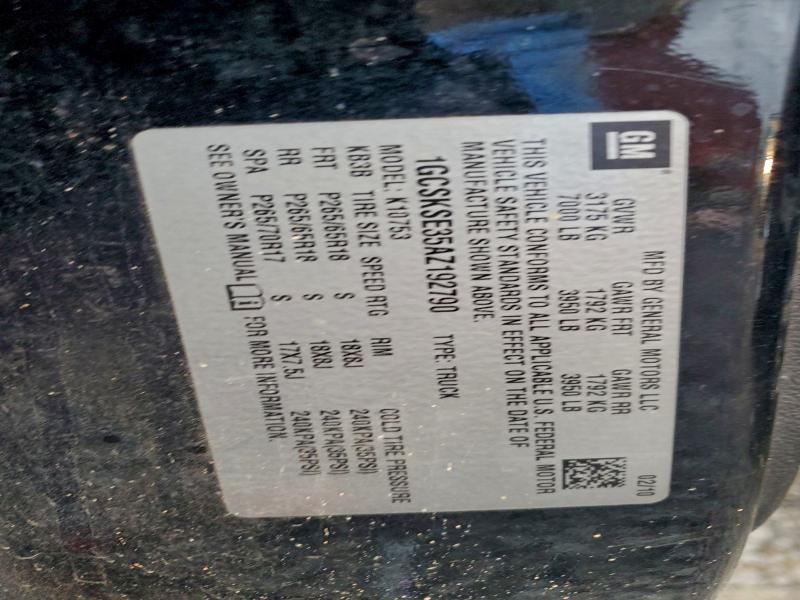 GM®
MFD BY GENERAL MOTORS LLC
02/10
GVWR GAWR FRT GAWR RR
3175 KG 1792 KG 1792 KG
7000 LB 3950 LB 3950 LB
THIS VEHICLE CONFORMS TO ALL APPLICABLE U.S. FEDERAL MOTOR
VEHICLE SAFETY STANDARDS IN EFFECT ON THE DATE OF
MANUFACTURE SHOWN ABOVE.
1GCSKSE35AZ192790 TYPE: TRUCK
MODEL: K10753
KB3B TIRE SIZE SPEED RTG RIM COLD TIRE PRESSURE
FRT P265/65R18 S 18X8J 240KPA(35PSI)
RR P265/65R18 S 18X8J 240KPA(35PSI)
SPA P265/70R17 S 17X7.5J 240KPA(35PSI)
SEE OWNER'S MANUAL FOR MORE INFORMATION.